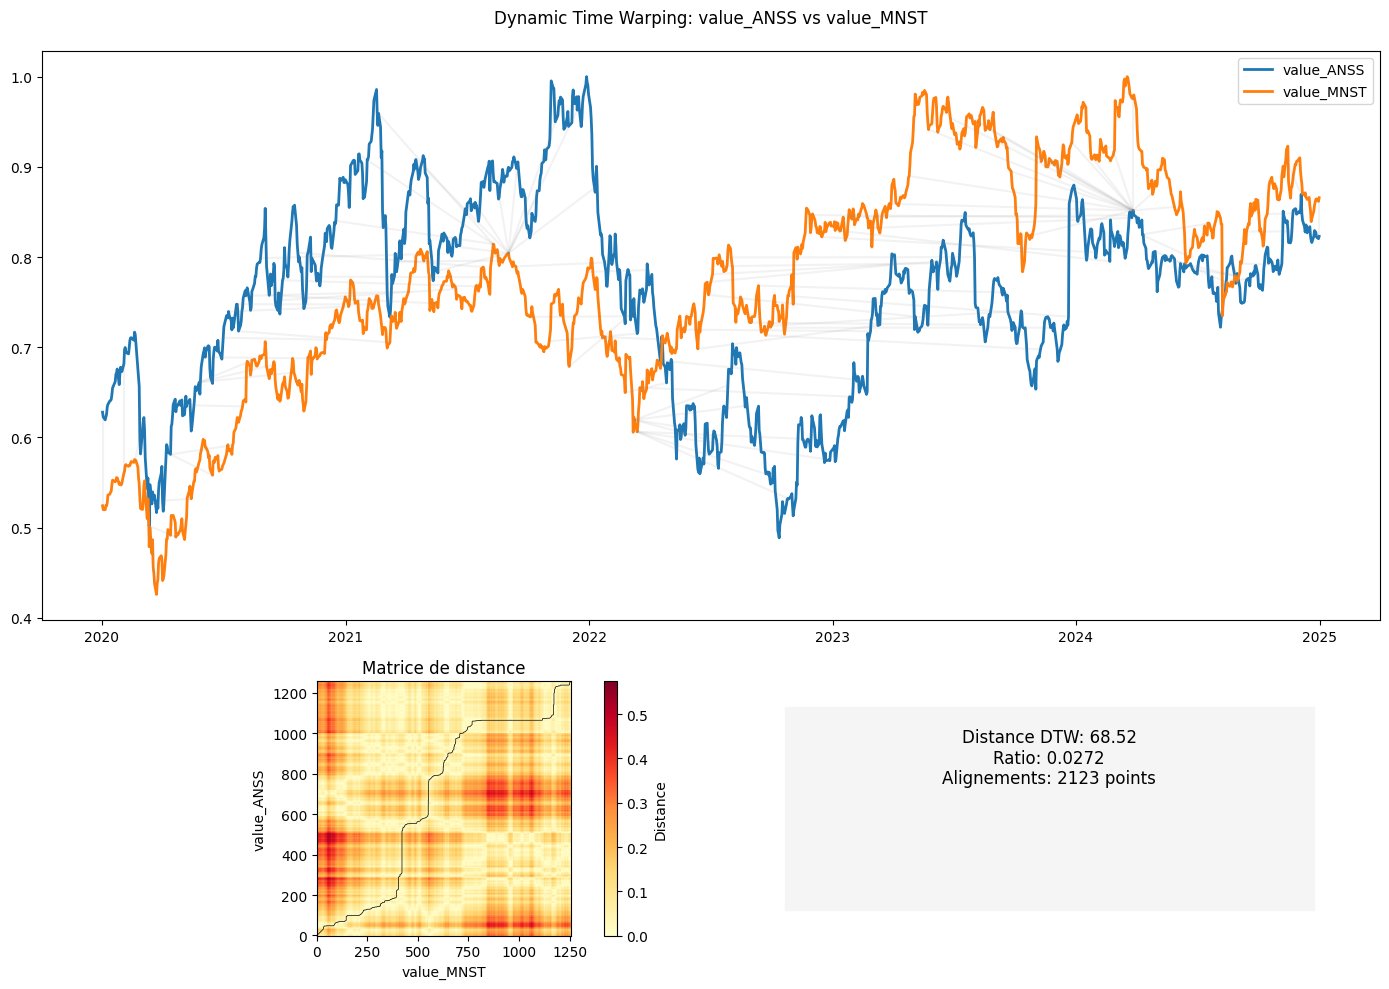 Dynamic Time Warping: value_ANSS vs value_MNST
value_ANSS
value_MNST
1.0
0.9
0.8
0.7
0.6
0.5
0.4
2020 2021 2022 2023 2024 2025
Matrice de distance
1200
1000
800
600
400
200
0
value_ANSS
0 250 500 750 1000 1250
value_MNST
0.5
0.4
0.3
0.2
0.1
0.0
Distance
Distance DTW: 68.52
Ratio: 0.0272
Alignements: 2123 points